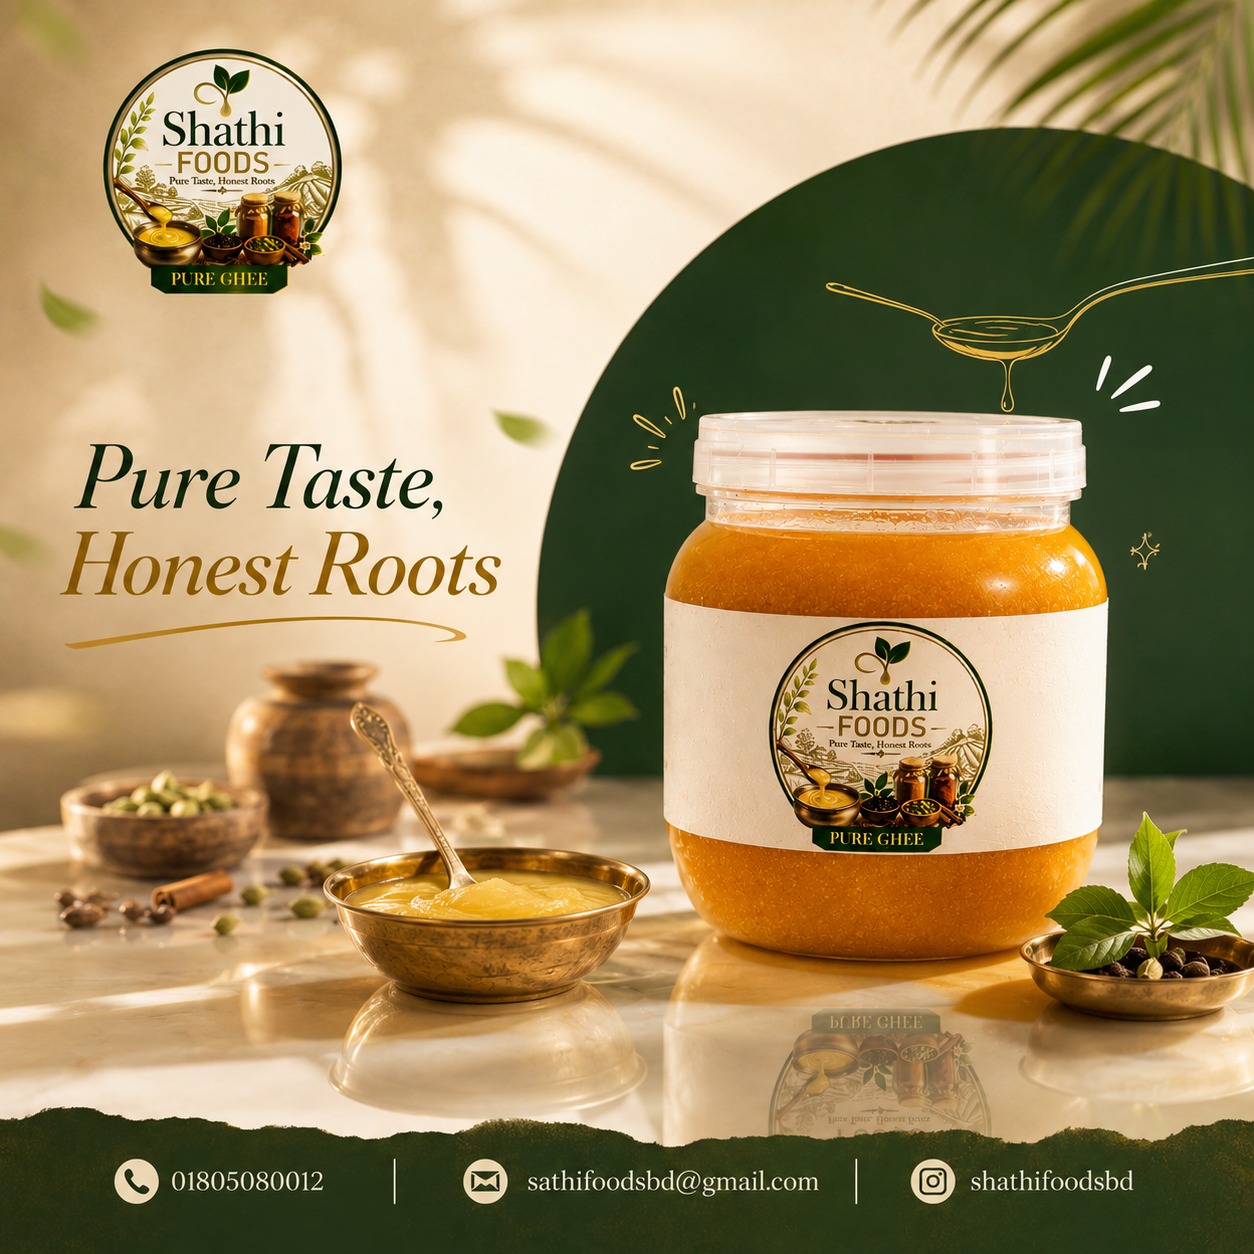 Shathi
FOODS
Pure Taste, Honest Roots
PURE GHEE
Pure Taste,
Honest Roots
Shathi
FOODS
Pure Taste, Honest Roots
PURE GHEE
01805080012
sathifoodsbd@gmail.com
shathifoodsbd